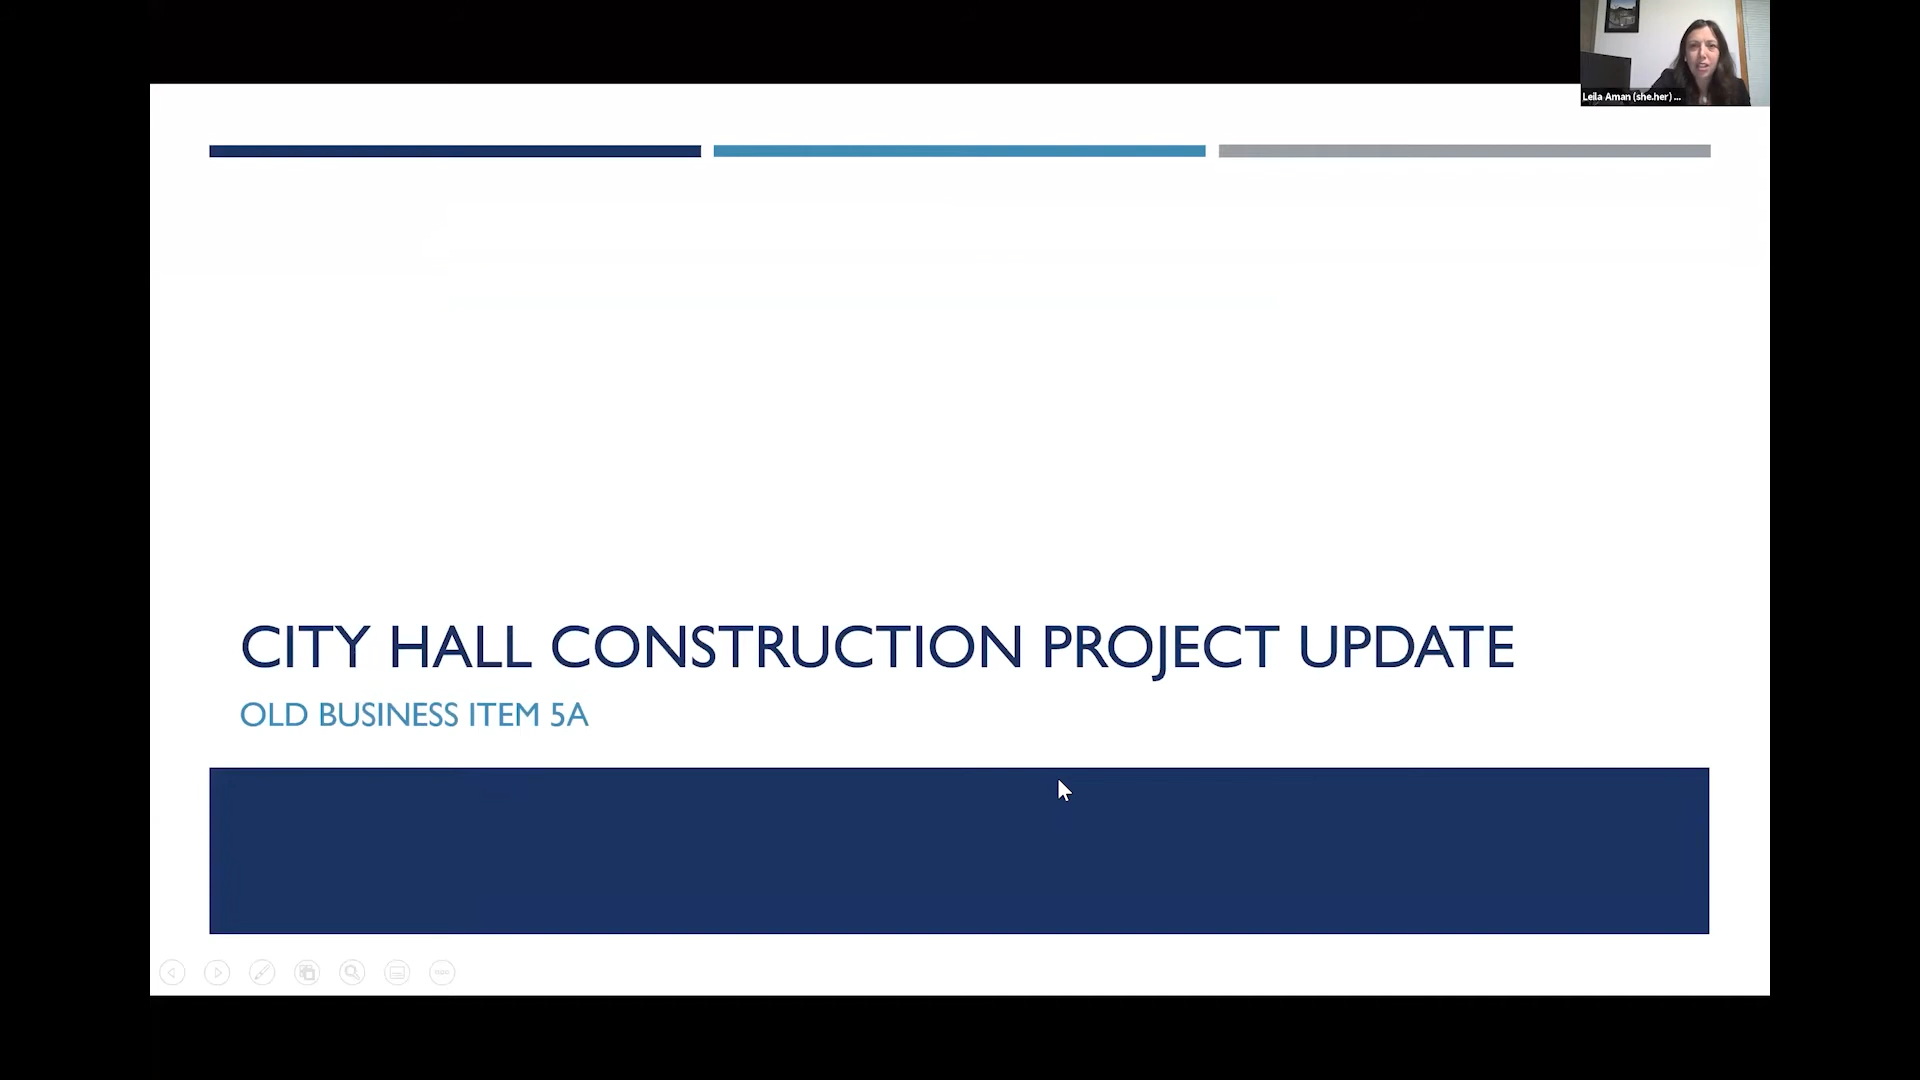 Leila Aman (she.her) ...
CITY HALL CONSTRUCTION PROJECT UPDATE
OLD BUSINESS ITEM 5A